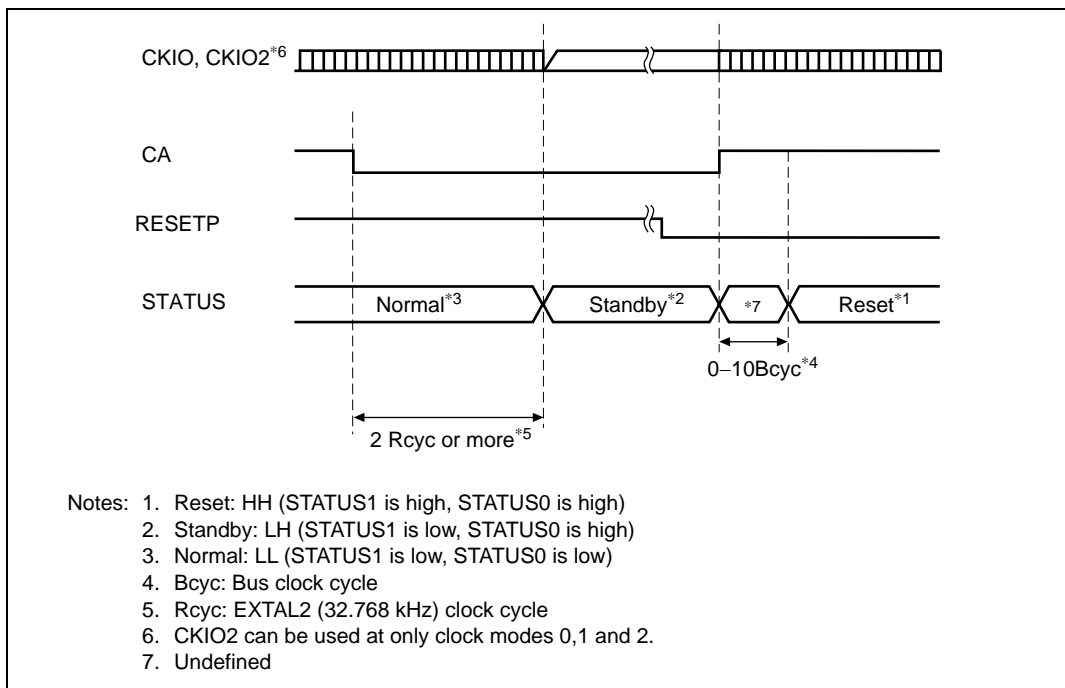 CKIO, CKIO2*6
CA
RESETP
STATUS Normal*3 Standby*2 *7 Reset*1
0–10Bcyc*4
2 Rcyc or more*5
Notes: 1. Reset: HH (STATUS1 is high, STATUS0 is high)
2. Standby: LH (STATUS1 is low, STATUS0 is high)
3. Normal: LL (STATUS1 is low, STATUS0 is low)
4. Bcyc: Bus clock cycle
5. Rcyc: EXTAL2 (32.768 kHz) clock cycle
6. CKIO2 can be used at only clock modes 0,1 and 2.
7. Undefined